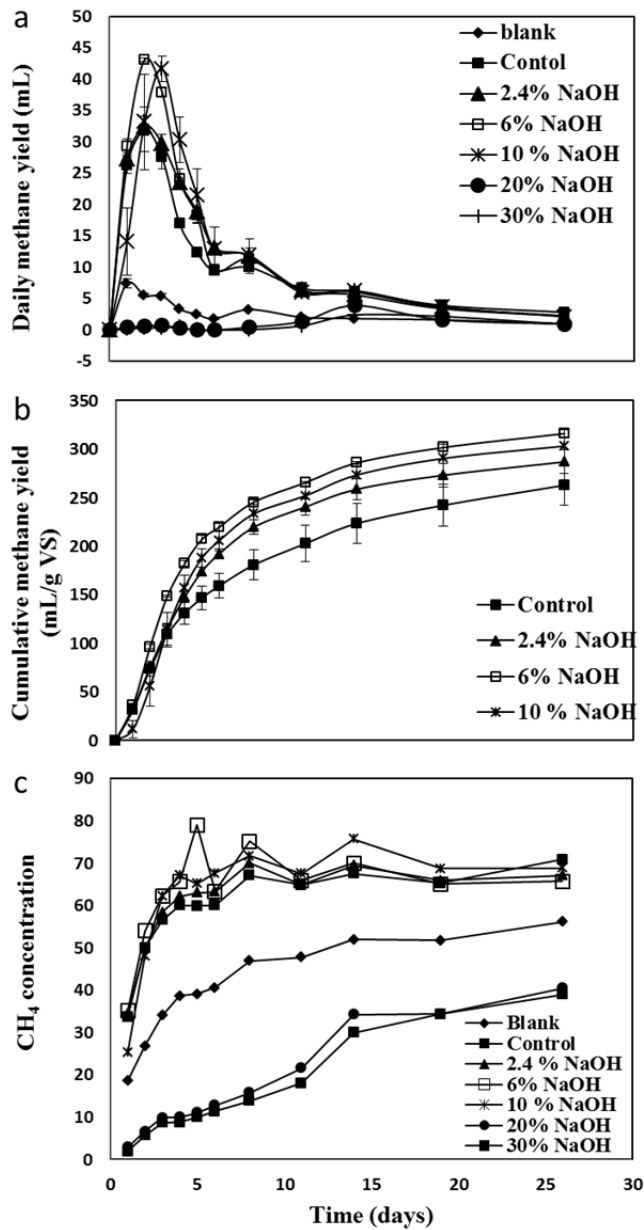 a
Daily methane yield (mL)
50
45
40
35
30
25
20
15
10
5
0
-5
blank
Contol
2.4% NaOH
6% NaOH
10 % NaOH
20% NaOH
30% NaOH
b
Cumulative methane yield
(mL/g VS)
350
300
250
200
150
100
50
0
Control
2.4% NaOH
6% NaOH
10 % NaOH
c
CH₄ concentration
90
80
70
60
50
40
30
20
10
0
Blank
Control
2.4 % NaOH
6% NaOH
10 % NaOH
20% NaOH
30% NaOH
0 5 10 15 20 25 30
Time (days)